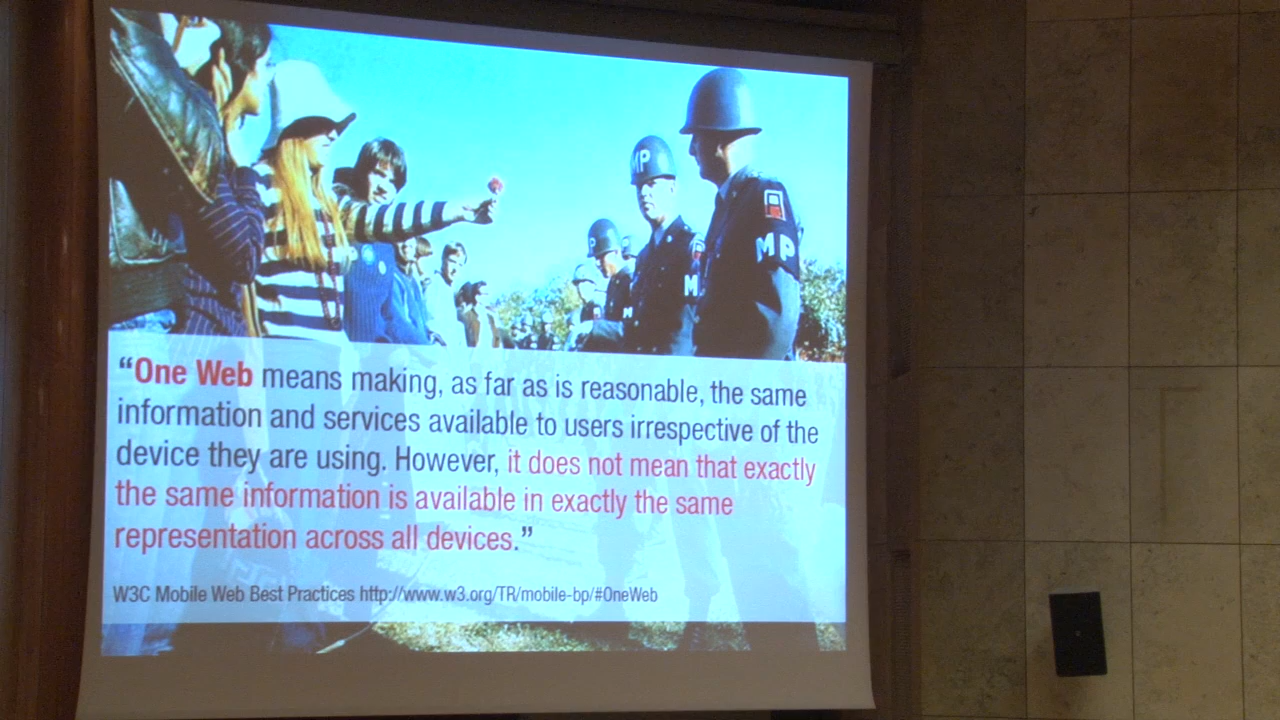 MP
MP
M
“One Web means making, as far as is reasonable, the same
information and services available to users irrespective of the
device they are using. However, it does not mean that exactly
the same information is available in exactly the same
representation across all devices.”
W3C Mobile Web Best Practices http://www.w3.org/TR/mobile-bp/#OneWeb